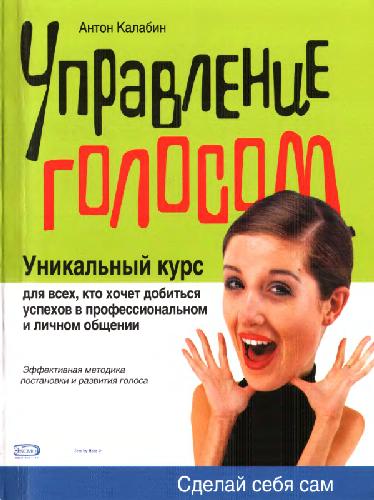 Антон Калабин
Управление
голосом
Уникальный курс
для всех, кто хочет добиться
успехов в профессиональном
и личном общении
Эффективная методика
постановки и развития голоса
Сделай себя сам